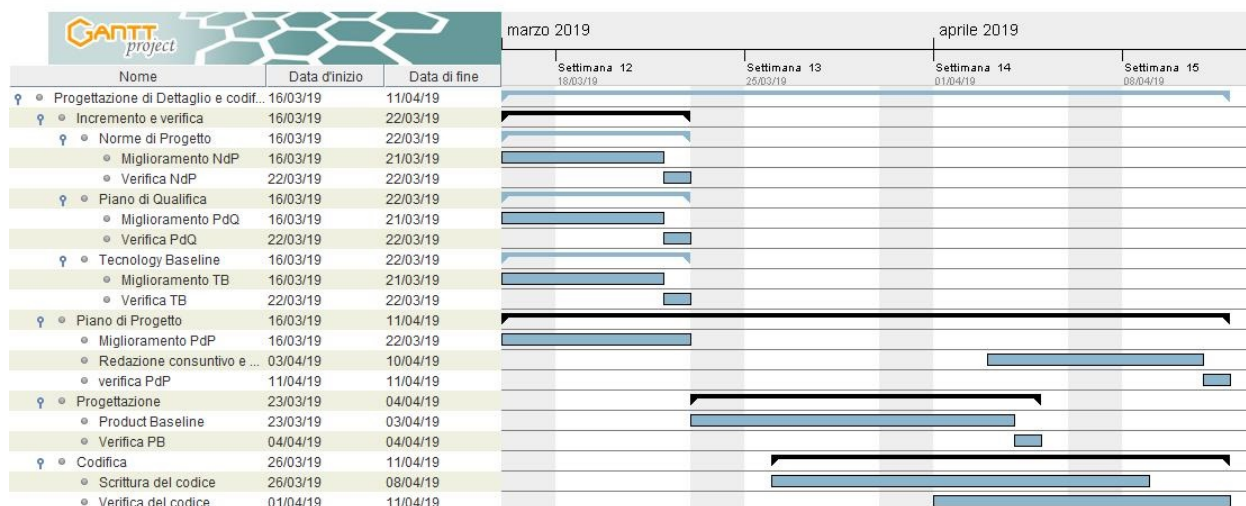 GANTT
project
marzo 2019 aprile 2019
Settimana 12 Settimana 13 Settimana 14 Settimana 15
18/03/19 25/03/19 01/04/19 08/04/19
Nome Data d'inizio Data di fine
Progettazione di Dettaglio e codif... 16/03/19 11/04/19
Incremento e verifica 16/03/19 22/03/19
Norme di Progetto 16/03/19 22/03/19
Miglioramento NdP 16/03/19 21/03/19
Verifica NdP 22/03/19 22/03/19
Piano di Qualifica 16/03/19 22/03/19
Miglioramento PdQ 16/03/19 21/03/19
Verifica PdQ 22/03/19 22/03/19
Tecnology Baseline 16/03/19 22/03/19
Miglioramento TB 16/03/19 21/03/19
Verifica TB 22/03/19 22/03/19
Piano di Progetto 16/03/19 11/04/19
Miglioramento PdP 16/03/19 22/03/19
Redazione consuntivo e ... 03/04/19 10/04/19
verifica PdP 11/04/19 11/04/19
Progettazione 23/03/19 04/04/19
Product Baseline 23/03/19 03/04/19
Verifica PB 04/04/19 04/04/19
Codifica 26/03/19 11/04/19
Scrittura del codice 26/03/19 08/04/19
Verifica del codice 01/04/19 11/04/19